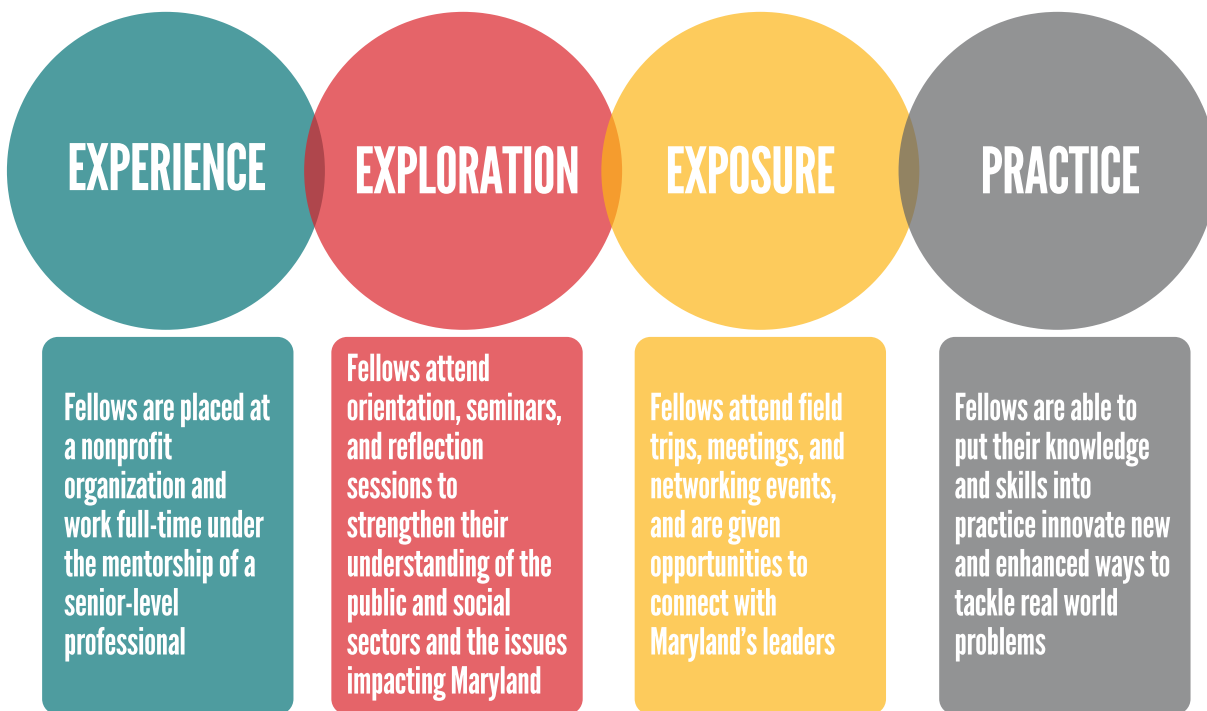 EXPERIENCE
EXPLORATION
EXPOSURE
PRACTICE
Fellows are placed at
a nonprofit
organization and
work full-time under
the mentorship of a
senior-level
professional
Fellows attend
orientation, seminars,
and reflection
sessions to
strengthen their
understanding of the
public and social
sectors and the issues
impacting Maryland
Fellows attend field
trips, meetings, and
networking events,
and are given
opportunities to
connect with
Maryland's leaders
Fellows are able to
put their knowledge
and skills into
practice innovate new
and enhanced ways to
tackle real world
problems